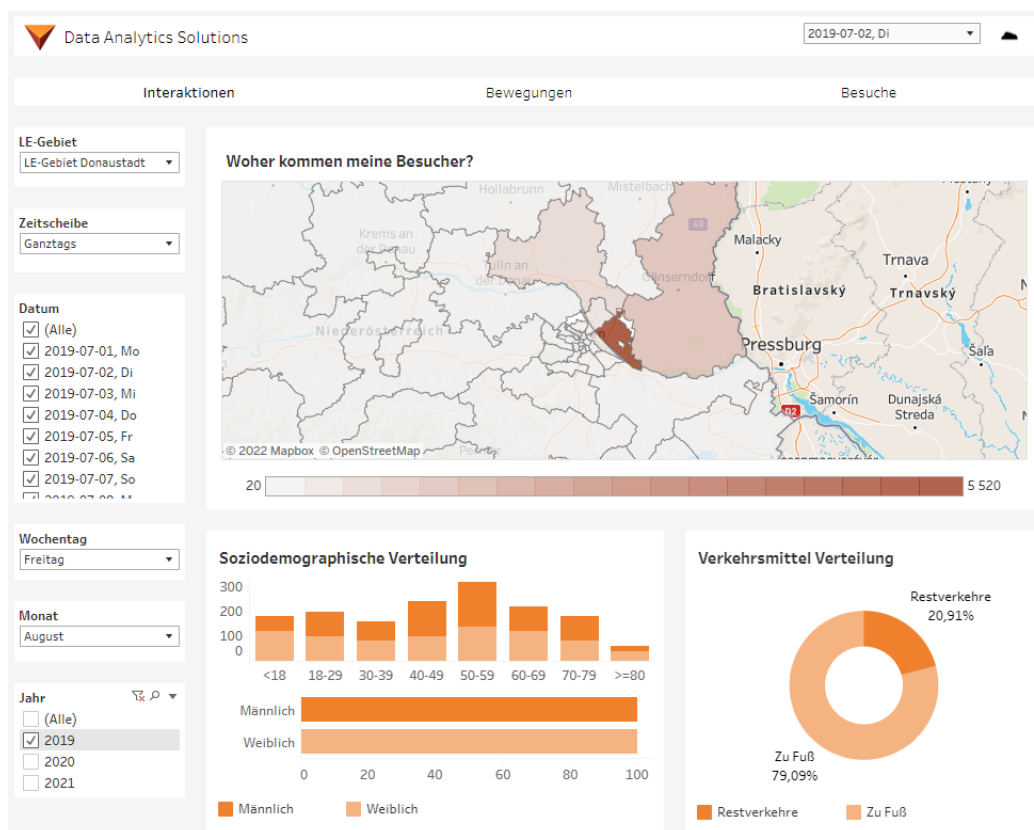 Data Analytics Solutions
2019-07-02, Di
Interaktionen
Bewegungen
Besuche
LE-Gebiet
LE-Gebiet Donaustadt
Zeitscheibe
Ganztags
Datum
(Alle)
2019-07-01, Mo
2019-07-02, Di
2019-07-03, Mi
2019-07-04, Do
2019-07-05, Fr
2019-07-06, Sa
2019-07-07, So
Wochentag
Freitag
Monat
August
Jahr
(Alle)
2019
2020
2021
Woher kommen meine Besucher?
Hollabrunn
Mistelbach
Krems an
der Donau
46
Malacky
Tulln an
der Donau
Gänserndorf
Trnava
Bratislavský
Trnavský
Niederösterreich
Pressburg
Šaľa
Šamorín
Dunajská
Streda
D2
© 2022 Mapbox © OpenStreetMap
20
5 520
Soziodemographische Verteilung
300
200
100
0
<18 18-29 30-39 40-49 50-59 60-69 70-79 >=80
Männlich
Weiblich
0 20 40 60 80 100
Männlich Weiblich
Verkehrsmittel Verteilung
Restverkehre
20,91%
Zu Fuß
79,09%
Restverkehre Zu Fuß